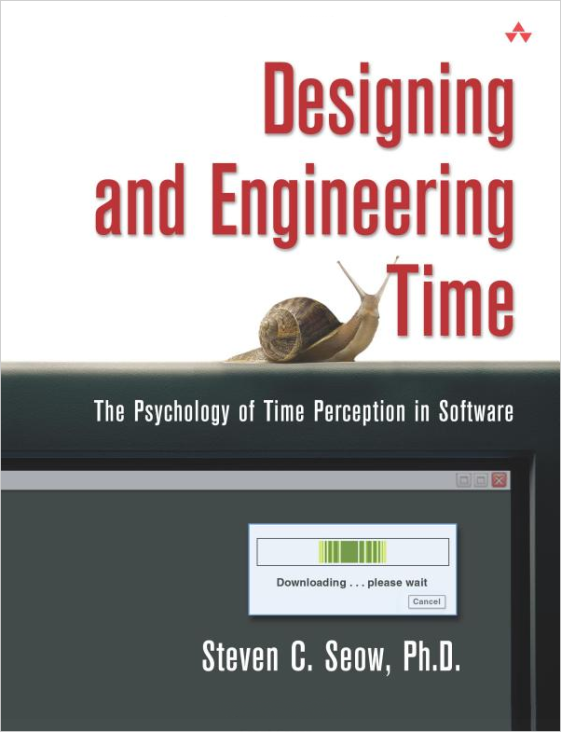 Designing
and Engineering
Time
The Psychology of Time Perception in Software
Downloading . . . please wait
Cancel
Steven C. Seow, Ph.D.